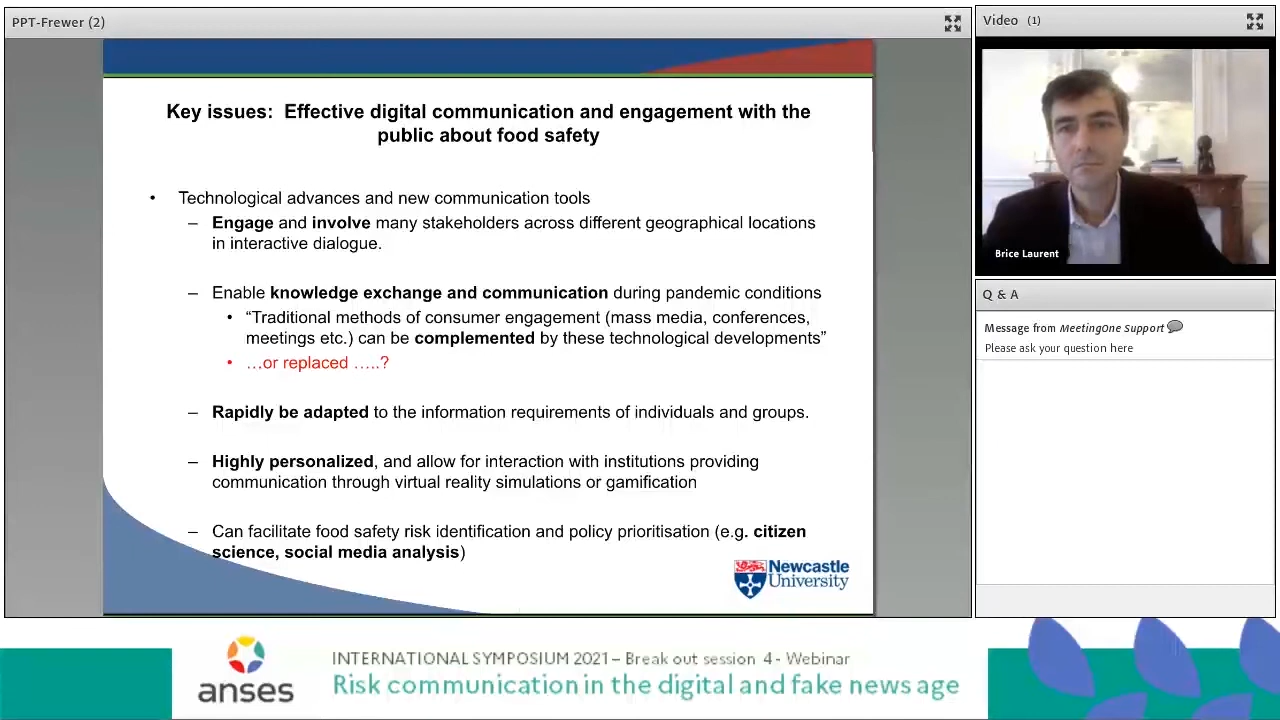 PPT-Frewer (2)
Key issues:  Effective digital communication and engagement with the
public about food safety
• Technological advances and new communication tools
– Engage and involve many stakeholders across different geographical locations
in interactive dialogue.
– Enable knowledge exchange and communication during pandemic conditions
• “Traditional methods of consumer engagement (mass media, conferences,
meetings etc.) can be complemented by these technological developments”
• …or replaced …..?
– Rapidly be adapted to the information requirements of individuals and groups.
– Highly personalized, and allow for interaction with institutions providing
communication through virtual reality simulations or gamification
– Can facilitate food safety risk identification and policy prioritisation (e.g. citizen
science, social media analysis)
Newcastle
University
Video (1)
Brice Laurent
Q & A
Message from MeetingOne Support
Please ask your question here
anses
INTERNATIONAL SYMPOSIUM 2021 – Break out session 4 - Webinar
Risk communication in the digital and fake news age